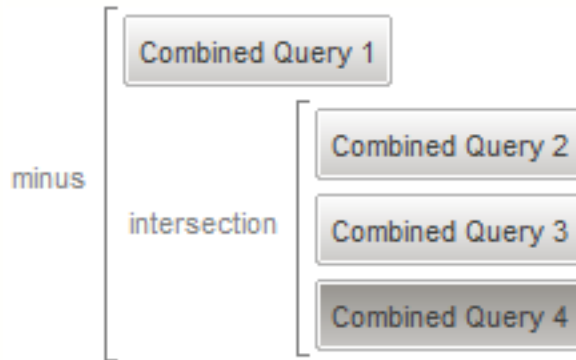 Combined Query 1
Combined Query 2
minus
intersection
Combined Query 3
Combined Query 4